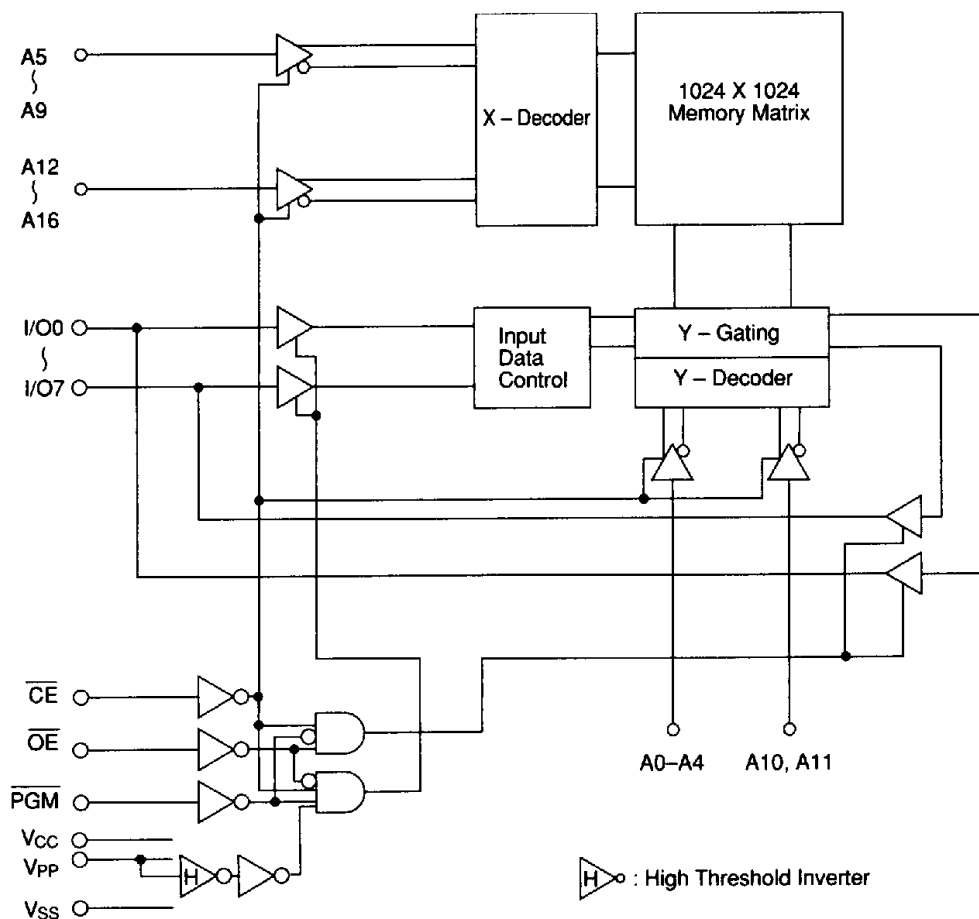 A5
A9
A12
A16
X – Decoder
1024 X 1024
Memory Matrix
I/O0
I/O7
Input
Data
Control
Y – Gating
Y – Decoder
CE
OE
PGM
VCC
VPP
VSS
A0–A4
A10, A11
H
H : High Threshold Inverter